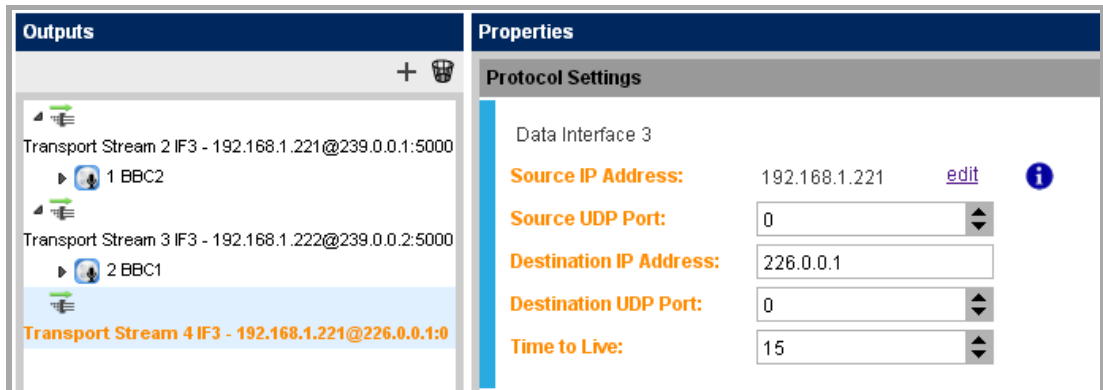 Outputs
Transport Stream 2 IF3 - 192.168.1.221@239.0.0.1:5000
1 BBC2
Transport Stream 3 IF3 - 192.168.1.222@239.0.0.2:5000
2 BBC1
Transport Stream 4 IF3 - 192.168.1.221@226.0.0.1:0
Properties
Protocol Settings
Data Interface 3
Source IP Address: 192.168.1.221 edit
Source UDP Port: 0
Destination IP Address: 226.0.0.1
Destination UDP Port: 0
Time to Live: 15